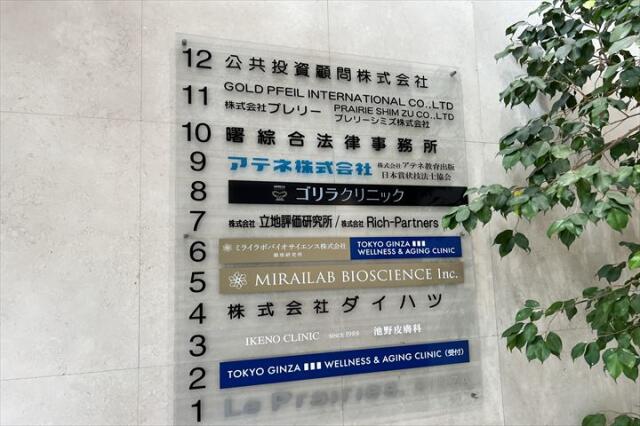 12 公共投資顧問株式会社
11 GOLD PFEIL INTERNATIONAL CO.,LTD
株式会社プレリー PRAIRIE SHIM ZU CO.,LTD
プレリーシミズ株式会社
10 曙綜合法律事務所
9 アテネ株式会社 株式会社アテネ教育出版
日本賞状技法士協会
8 ゴリラクリニック
7 株式会社 立地評価研究所/株式会社 Rich-Partners
6 ミライラボバイオサイエンス株式会社 TOKYO GINZA
WELLNESS & AGING CLINIC
5 MIRAILAB BIOSCIENCE Inc.
4 株式会社ダイハツ
3 IKENO CLINIC SINCE 1989 池野皮膚科
2 TOKYO GINZA WELLNESS & AGING CLINIC (受付)
1 Le Prairies,